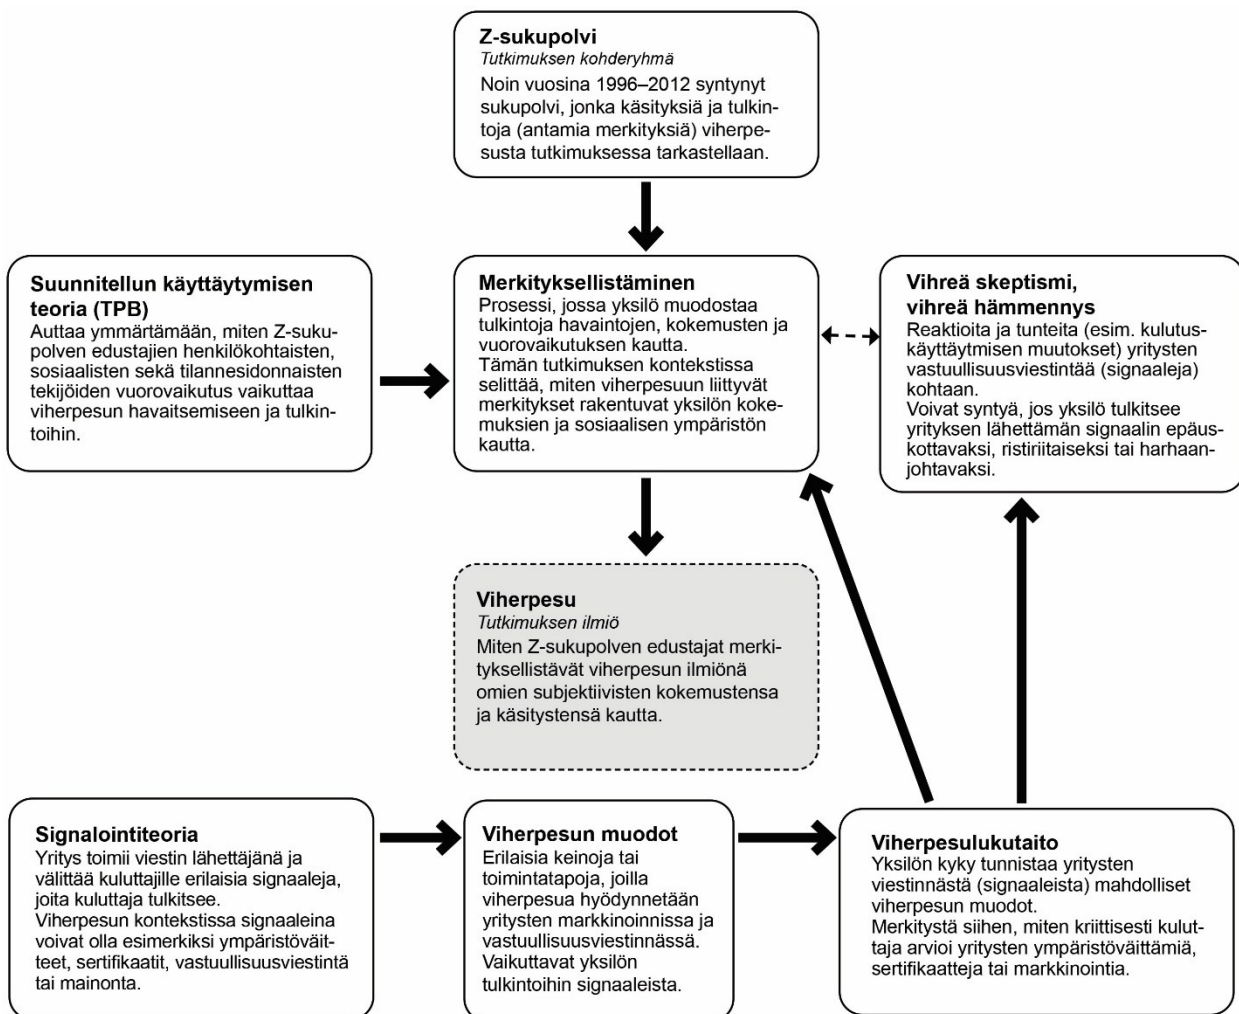 Z-sukupolvi
Tutkimuksen kohderyhmä
Noin vuosina 1996–2012 syntynyt
sukupolvi, jonka käsityksiä ja tulkin-
toja (antamia merkityksiä) viherpe-
susta tutkimuksessa tarkastellaan.
Suunnitellun käyttäytymisen
teoria (TPB)
Auttaa ymmärtämään, miten Z-suku-
polven edustajien henkilökohtaisten,
sosiaalisten sekä tilannesidonnaisten
tekijöiden vuorovaikutus vaikuttaa
viherpesun havaitsemiseen ja tulkin-
toihin.
Merkityksellistäminen
Prosessi, jossa yksilö muodostaa
tulkintoja havaintojen, kokemusten ja
vuorovaikutuksen kautta.
Tämän tutkimuksen kontekstissa
selittää, miten viherpesuun liittyvät
merkitykset rakentuvat yksilön koke-
muksien ja sosiaalisen ympäristön
kautta.
Vihreä skeptismi,
vihreä hämmennys
Reaktioita ja tunteita (esim. kulutus-
käyttäytmisen muutokset) yritysten
vastuullisuusviestintää (signaaleja)
kohtaan.
Voivat syntyä, jos yksilö tulkitsee
yrityksen lähettämän signaalin epäus-
kottavaksi, ristiriitaiseksi tai harhaan-
johtavaksi.
Viherpesu
Tutkimuksen ilmiö
Miten Z-sukupolven edustajat merki-
tyksellistävät viherpesun ilmiönä
omien subjektiivisten kokemustensa
ja käsitystensä kautta.
Signalointiteoria
Yritys toimii viestin lähettäjänä ja
välittää kuluttajille erilaisia signaaleja,
joita kuluttaja tulkitsee.
Viherpesun kontekstissa signaaleina
voivat olla esimerkiksi ympäristöväit-
teet, sertifikaatit, vastuullisuusviestintä
tai mainonta.
Viherpesun muodot
Erilaisia keinoja tai
toimintatapoja, joilla
viherpesua hyödynnetään
yritysten markkinoinnissa ja
vastuullisuusviestinnässä.
Vaikuttavat yksilön
tulkintoihin signaaleista.
Viherpesulukutaito
Yksilön kyky tunnistaa yritysten
viestinnästä (signaaleista) mahdolliset
viherpesun muodot.
Merkitystä siihen, miten kriittisesti kulut-
taja arvioi yritysten ympäristöväittämiä,
sertifikaatteja tai markkinointia.